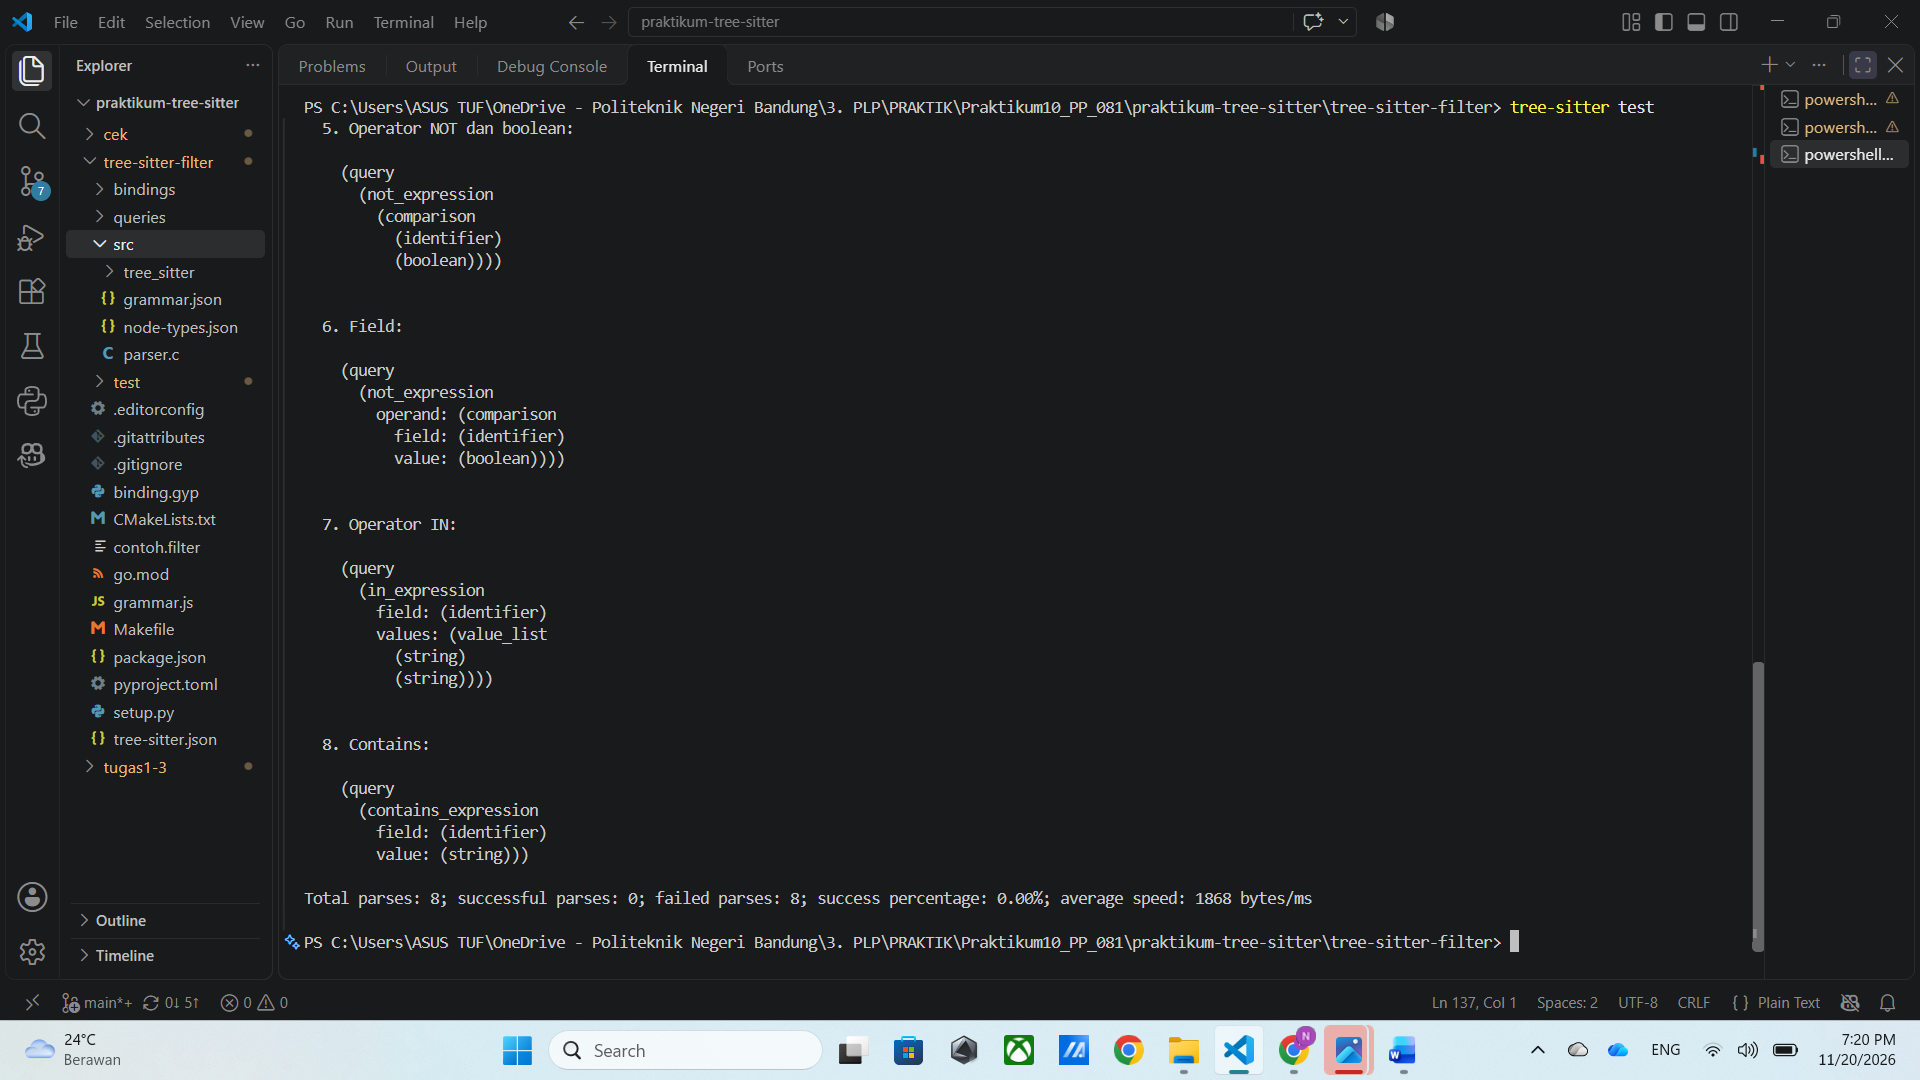 File Edit Selection View Go Run Terminal Help
praktikum-tree-sitter
Explorer
praktikum-tree-sitter
cek
tree-sitter-filter
bindings
queries
src
tree_sitter
{} grammar.json
{} node-types.json
C parser.c
test
.editorconfig
.gitattributes
.gitignore
binding.gyp
M CMakeLists.txt
contoh.filter
go.mod
JS grammar.js
M Makefile
{} package.json
pyproject.toml
setup.py
{} tree-sitter.json
tugas1-3
Outline
Timeline
7
Problems Output Debug Console Terminal Ports
PS C:\Users\ASUS TUF\OneDrive - Politeknik Negeri Bandung\3. PLP\PRAKTIK\Praktikum10_PP_081\praktikum-tree-sitter\tree-sitter-filter> tree-sitter test
5. Operator NOT dan boolean:
(query
(not_expression
(comparison
(identifier)
(boolean))))
6. Field:
(query
(not_expression
operand: (comparison
field: (identifier)
value: (boolean))))
7. Operator IN:
(query
(in_expression
field: (identifier)
values: (value_list
(string)
(string))))
8. Contains:
(query
(contains_expression
field: (identifier)
value: (string)))
Total parses: 8; successful parses: 0; failed parses: 8; success percentage: 0.00%; average speed: 1868 bytes/ms
PS C:\Users\ASUS TUF\OneDrive - Politeknik Negeri Bandung\3. PLP\PRAKTIK\Praktikum10_PP_081\praktikum-tree-sitter\tree-sitter-filter>
powersh...
powersh...
powershell...
main*+ 0↓ 5↑ 0 0
Ln 137, Col 1 Spaces: 2 UTF-8 CRLF {} Plain Text
24°C
Berawan
Search
N
W
ENG
7:20 PM
11/20/2026